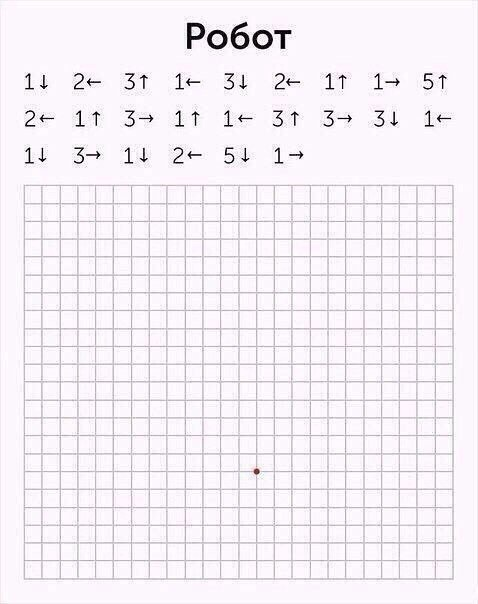 Робот
1↓ 2← 3↑ 1← 3↓ 2← 1↑ 1→ 5↑
2← 1↑ 3→ 1↑ 1← 3↑ 3→ 3↓ 1←
1↓ 3→ 1↓ 2← 5↓ 1→